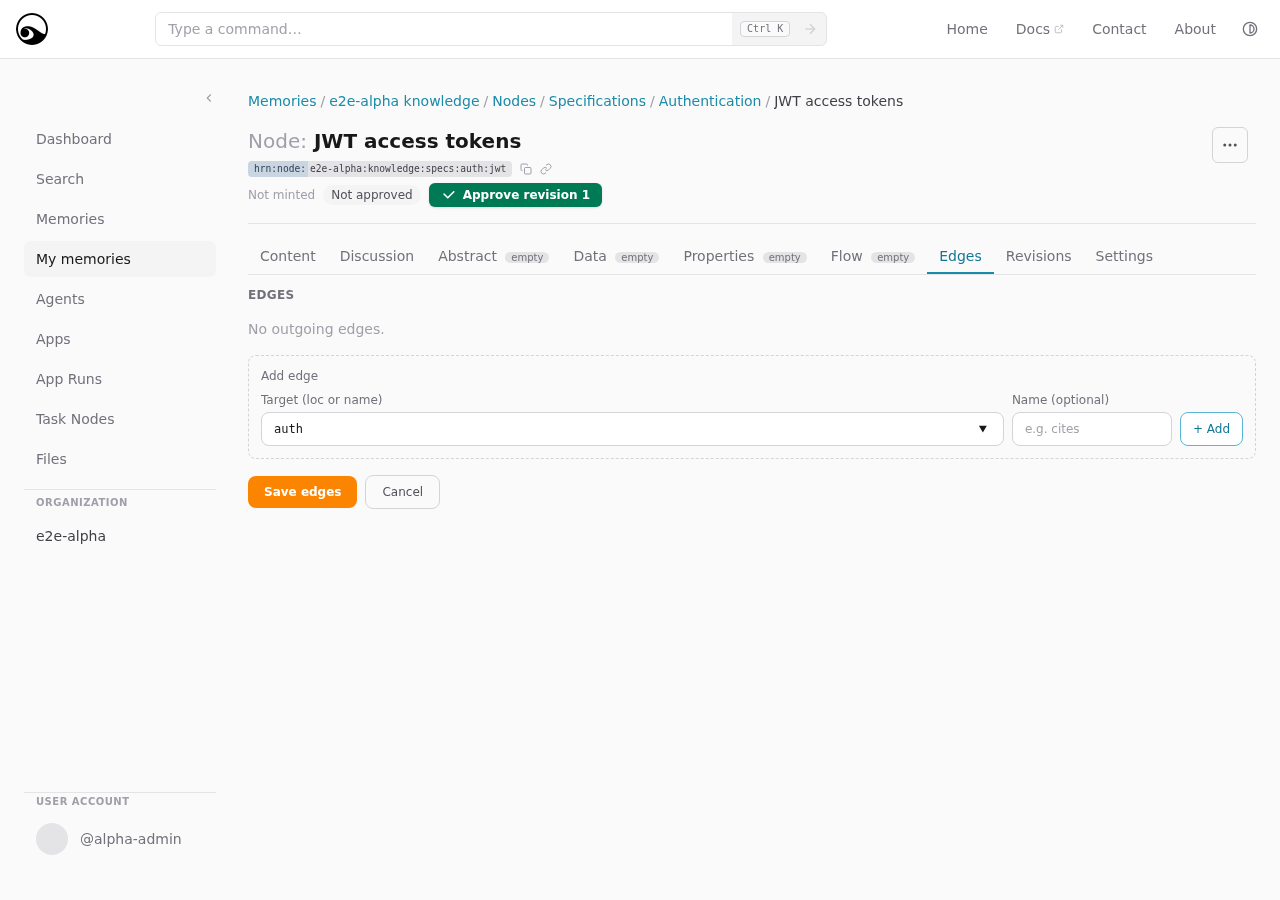 Type a command...
Ctrl K
Home
Docs
Contact
About
Memories / e2e-alpha knowledge / Nodes / Specifications / Authentication / JWT access tokens
Dashboard
Search
Memories
My memories
Agents
Apps
App Runs
Task Nodes
Files
ORGANIZATION
e2e-alpha
USER ACCOUNT
@alpha-admin
Node: JWT access tokens
hrn:node: e2e-alpha:knowledge:specs:auth:jwt
Not minted Not approved Approve revision 1
Content Discussion Abstract empty Data empty Properties empty Flow empty Edges Revisions Settings
EDGES
No outgoing edges.
Add edge
Target (loc or name) Name (optional)
auth ▼ e.g. cites + Add
Save edges Cancel